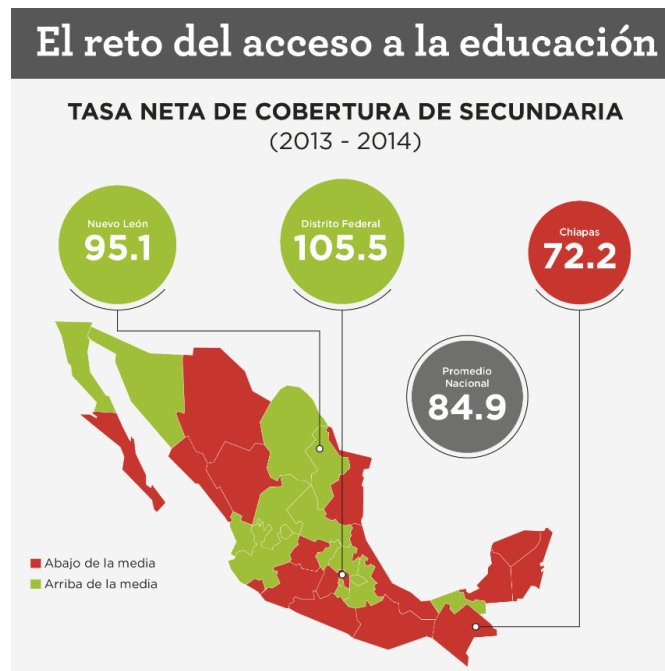 El reto del acceso a la educación
TASA NETA DE COBERTURA DE SECUNDARIA
(2013 - 2014)
Nuevo León
95.1
Distrito Federal
105.5
Chiapas
72.2
Promedio
Nacional
84.9
Abajo de la media
Arriba de la media